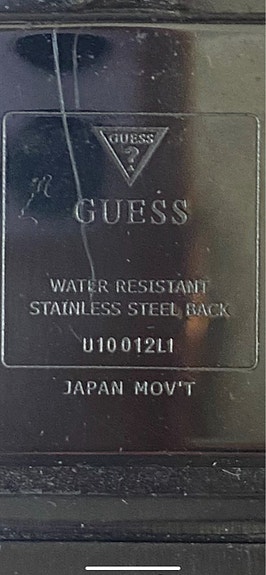 GUESS
?
GUESS
WATER RESISTANT
STAINLESS STEEL BACK
U10012L1
JAPAN MOV'T